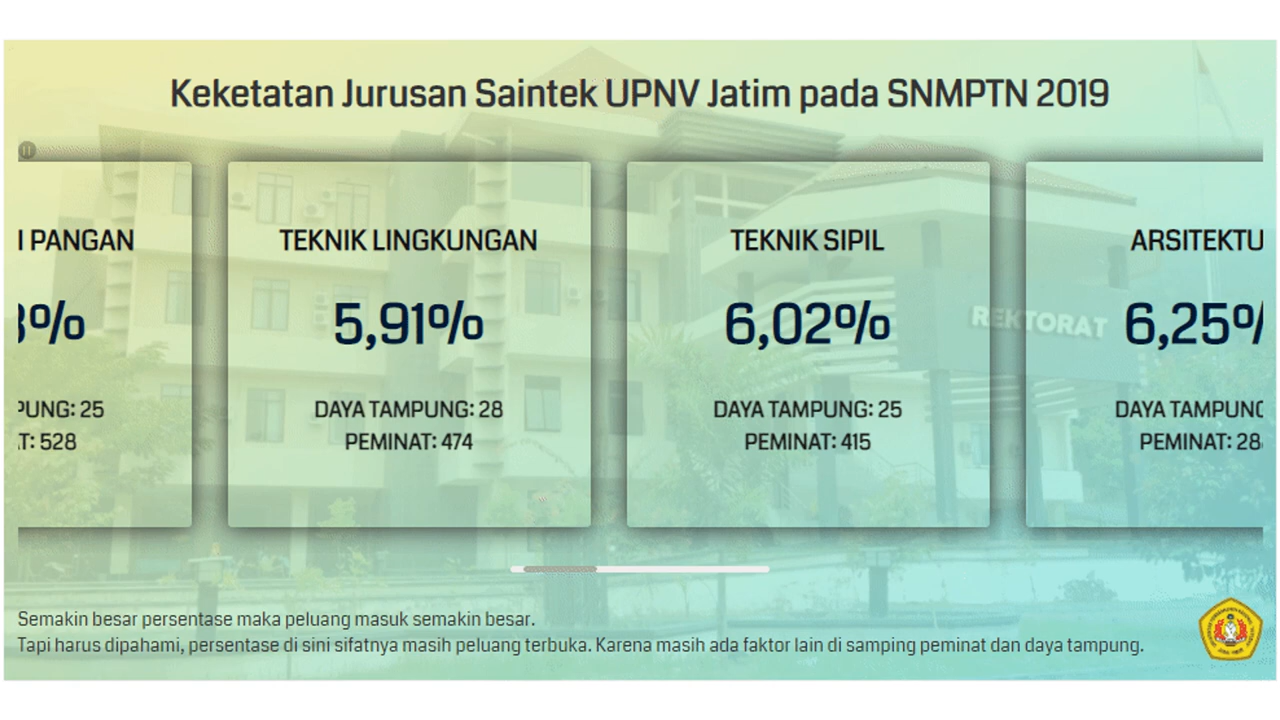 Keketatan Jurusan Saintek UPNV Jatim pada SNMPTN 2019
I PANGAN
TEKNIK LINGKUNGAN
TEKNIK SIPIL
ARSITEKTU
3%
5,91%
6,02%
6,25%
REKTORAT
PUNG: 25
DAYA TAMPUNG: 28
DAYA TAMPUNG: 25
DAYA TAMPUNG
T: 528
PEMINAT: 474
PEMINAT: 415
PEMINAT: 28
Semakin besar persentase maka peluang masuk semakin besar.
Tapi harus dipahami, persentase di sini sifatnya masih peluang terbuka. Karena masih ada faktor lain di samping peminat dan daya tampung.